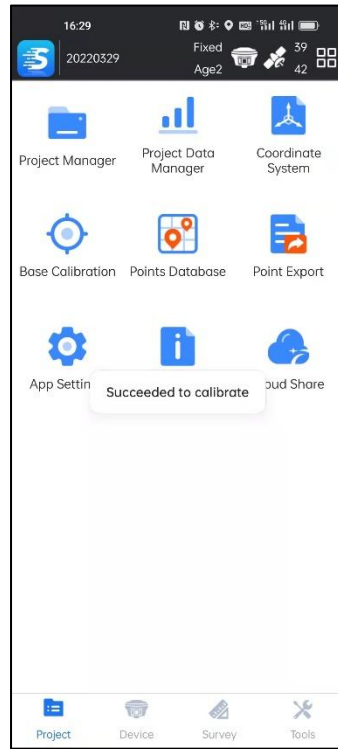 16:29
20220329
Fixed
Age2
39
42
Project Manager
Project Data
Manager
Coordinate
System
Base Calibration
Points Database
Point Export
App Settin
oud Share
Succeeded to calibrate
Project
Device
Survey
Tools